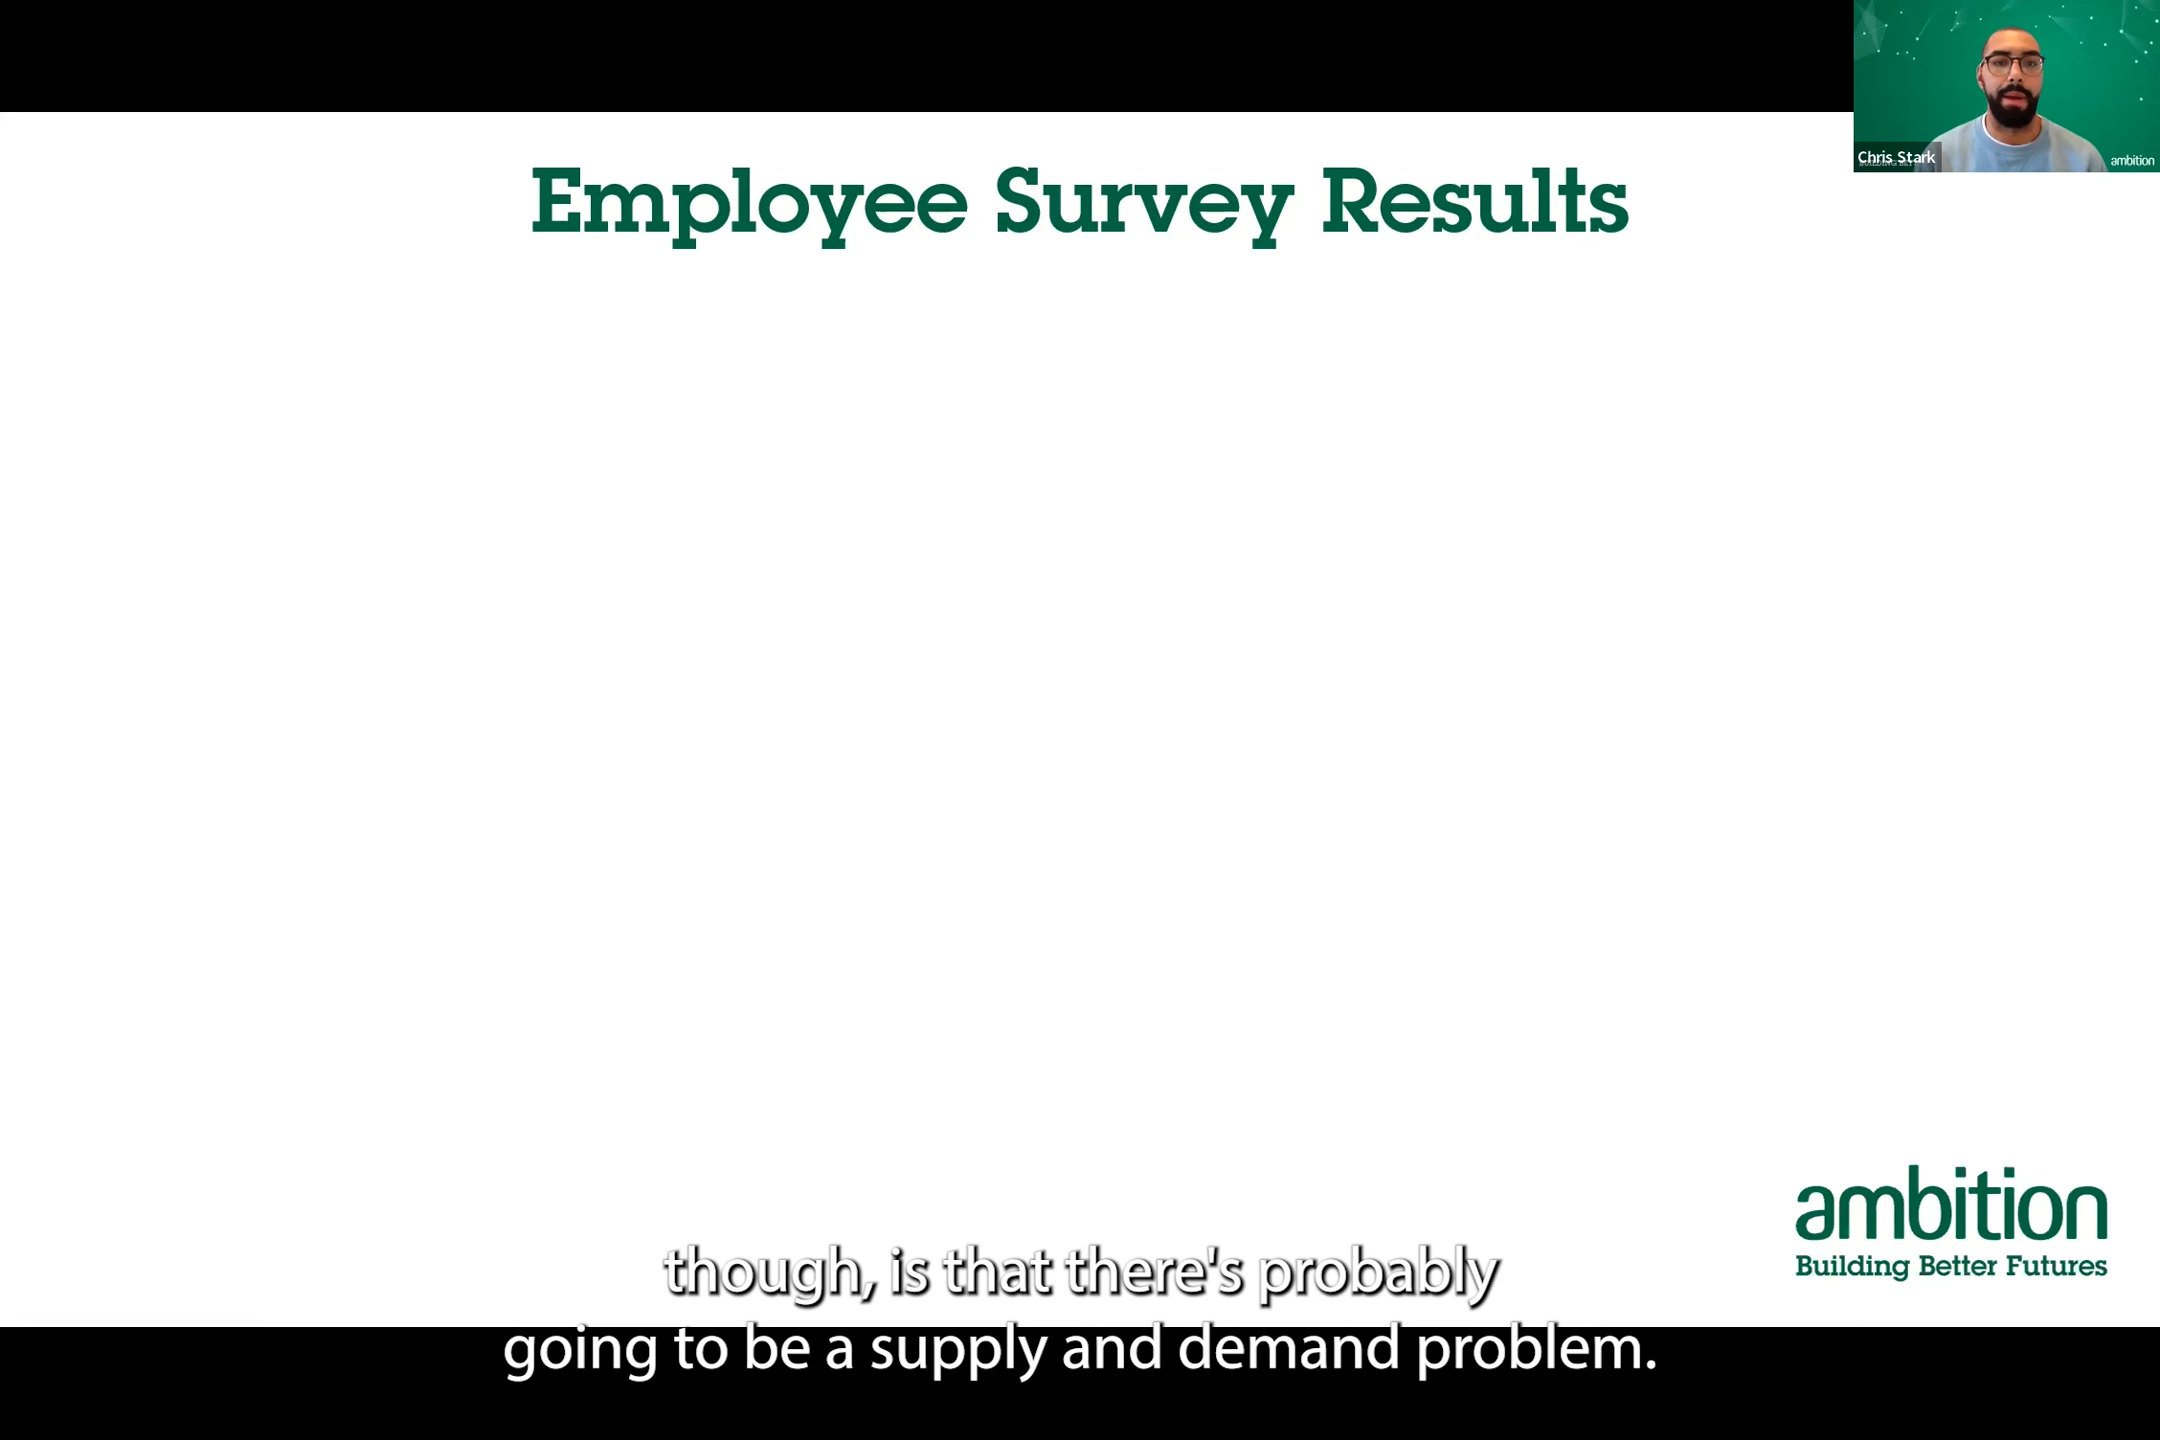 Chris Stark
ambition
Employee Survey Results
ambition
Building Better Futures
though, is that there's probably
going to be a supply and demand problem.